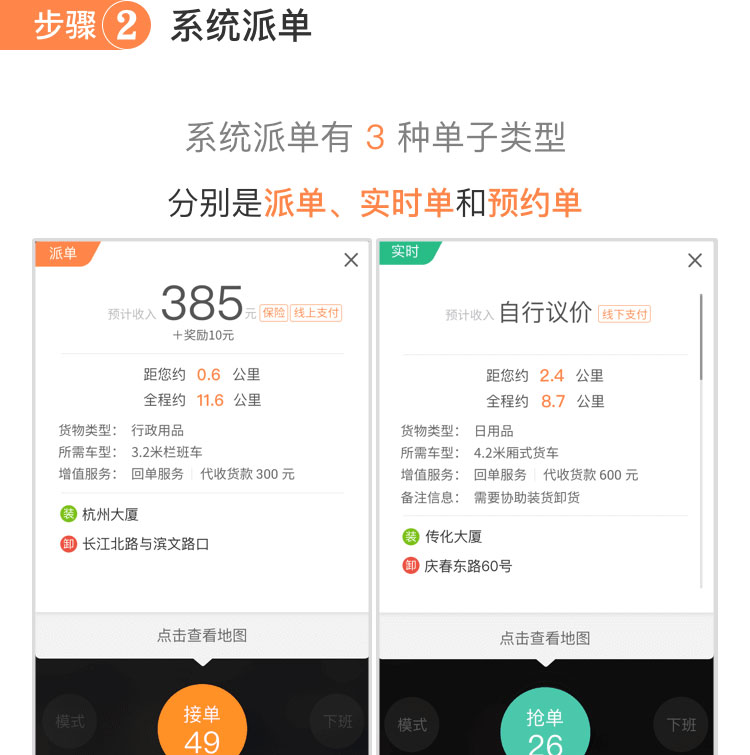 步骤 2 系统派单
系统派单有 3 种单子类型
分别是派单、实时单和预约单
派单
预计收入 385 元 保险 线上支付
+奖励10元
距您约 0.6 公里
全程约 11.6 公里
货物类型: 行政用品
所需车型: 3.2米栏班车
增值服务: 回单服务 代收货款 300 元
装 杭州大厦
卸 长江北路与滨文路口
点击查看地图
模式
接单
49
下班
实时
预计收入 自行议价 线下支付
距您约 2.4 公里
全程约 8.7 公里
货物类型: 日用品
所需车型: 4.2米厢式货车
增值服务: 回单服务 代收货款 600 元
备注信息: 需要协助装货卸货
装 传化大厦
卸 庆春东路60号
点击查看地图
模式
抢单
26
下班